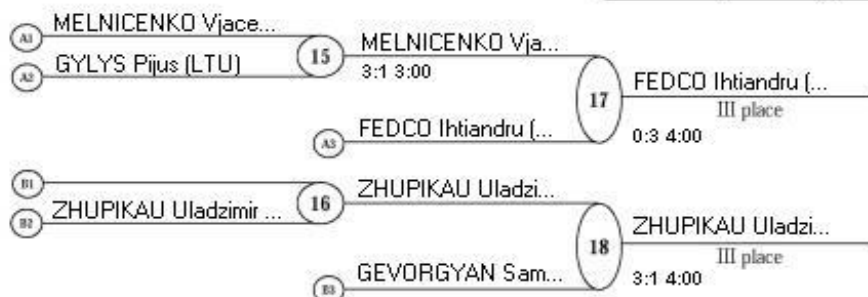 A1 MELNICENKO Vjace...
A2 GYLYS Pijus (LTU)
15
MELNICENKO Vja...
3:1 3:00
A3 FEDCO Ihtiandru (...
17
FEDCO Ihtiandru (...
III place
0:3 4:00
B1
B2 ZHUPIKAU Uladzimir ...
16
ZHUPIKAU Uladzi...
B3 GEVORGYAN Sam...
18
ZHUPIKAU Uladzi...
III place
3:1 4:00